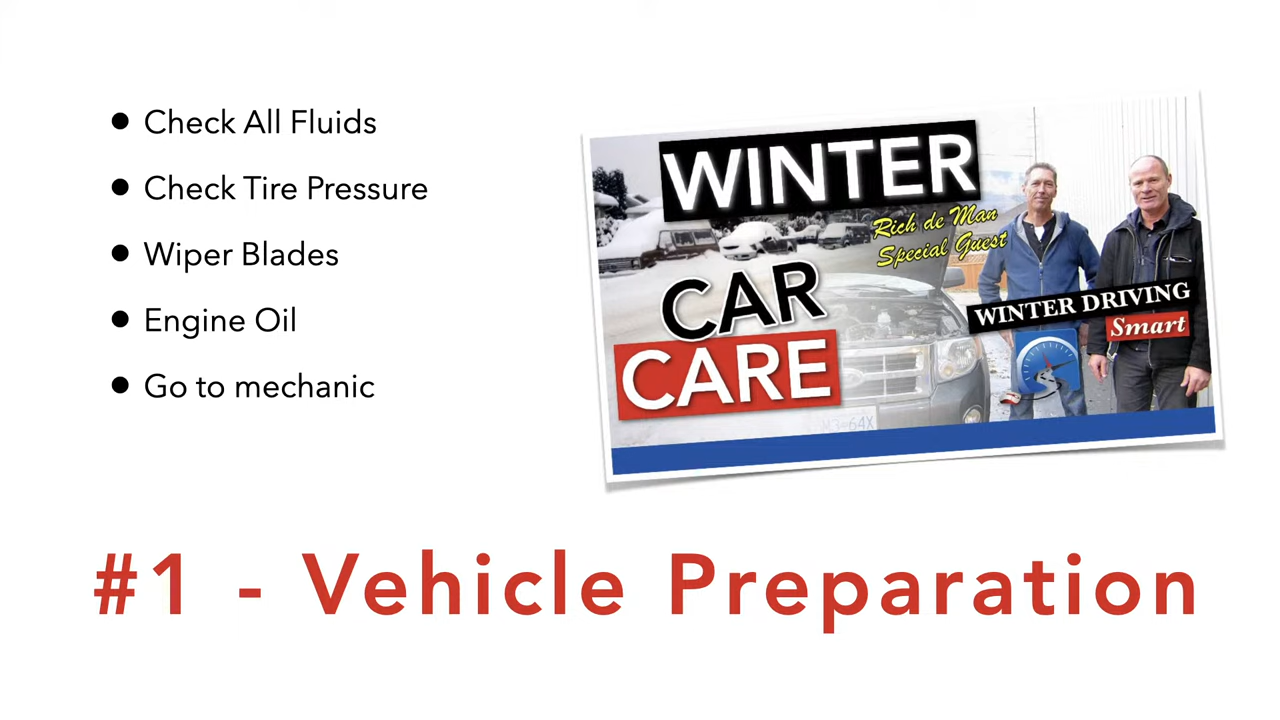 Check All Fluids
Check Tire Pressure
Wiper Blades
Engine Oil
Go to mechanic
WINTER
Rich de Man
Special Guest
CAR
CARE
WINTER DRIVING
Smart
#1 - Vehicle Preparation